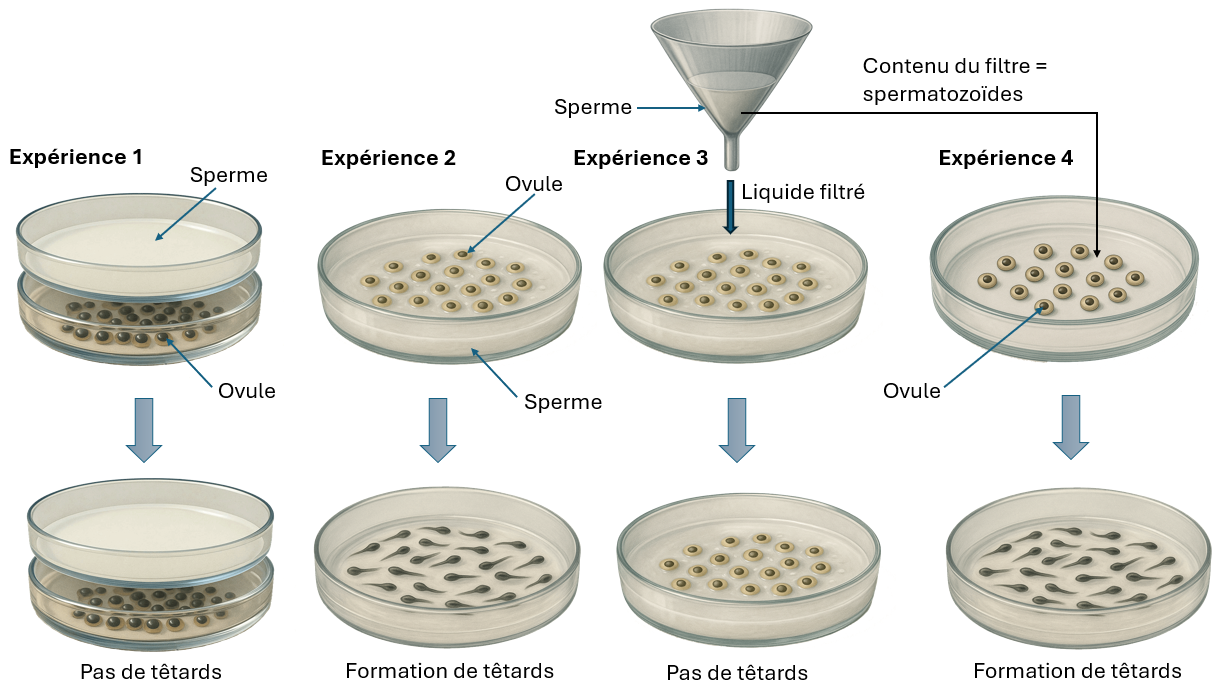 Contenu du filtre =
spermatozoïdes
Sperme
Expérience 1
Expérience 2
Expérience 3
Expérience 4
Sperme
Ovule
Liquide filtré
Ovule
Sperme
Ovule
Pas de têtards
Formation de têtards
Pas de têtards
Formation de têtards